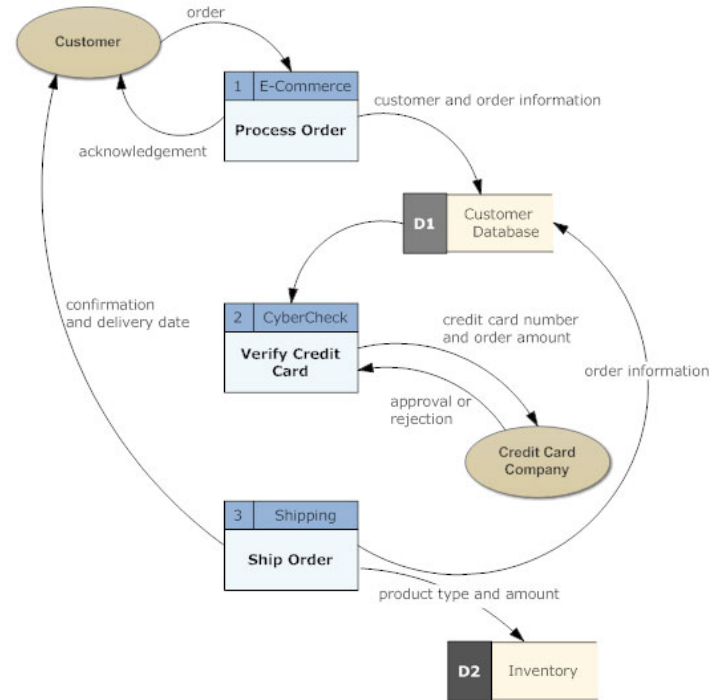 order
Customer
1 E-Commerce
Process Order
customer and order information
acknowledgement
D1
Customer
Database
confirmation
and delivery date
2 CyberCheck
Verify Credit
Card
credit card number
and order amount
order information
approval or
rejection
Credit Card
Company
3 Shipping
Ship Order
product type and amount
D2 Inventory